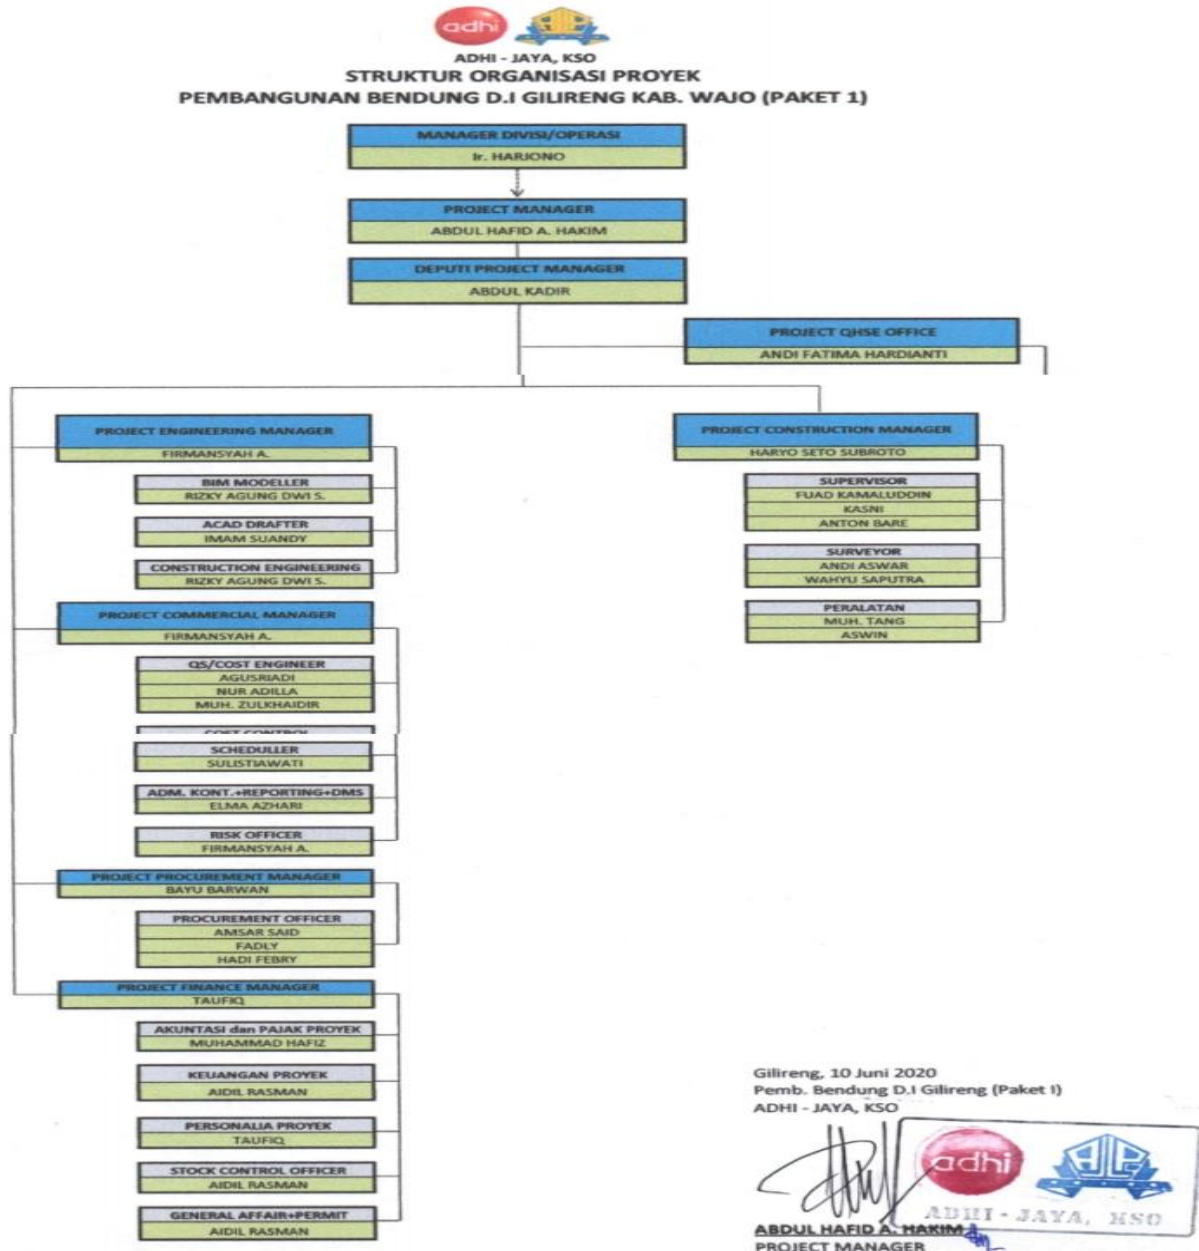 adhi
ADHI - JAYA, KSO
STRUKTUR ORGANISASI PROYEK
PEMBANGUNAN BENDUNG D.I GILIRENG KAB. WAJO (PAKET 1)
MANAGER DIVISI/OPERASI
Ir. HARJONO
PROJECT MANAGER
ABDUL HAFID A. HAKIM
DEPUTI PROJECT MANAGER
ABDUL KADIR
PROJECT QHSE OFFICE
ANDI FATIMA HARDIANTI
PROJECT ENGINEERING MANAGER
FIRMANSYAH A.
BIM MODELLER
RIZKY AGUNG DWI S.
ACAD DRAFTER
IMAM SUANDY
CONSTRUCTION ENGINEERING
RIZKY AGUNG DWI S.
PROJECT COMMERCIAL MANAGER
FIRMANSYAH A.
QS/COST ENGINEER
AGUSRIADI
NUR ADILLA
MUH. ZULKHAIDIR
COST CONTROL
SCHEDULLER
SULISTIAWATI
ADM. KONT.+REPORTING+DMS
ELMA AZHARI
RISK OFFICER
FIRMANSYAH A.
PROJECT PROCUREMENT MANAGER
BAYU BARWAN
PROCUREMENT OFFICER
AMSAR SAID
FADLY
HADI FEBRY
PROJECT FINANCE MANAGER
TAUFIQ
AKUNTASI dan PAJAK PROYEK
MUHAMMAD HAFIZ
KEUANGAN PROYEK
AIDIL RASMAN
PERSONALIA PROYEK
TAUFIQ
STOCK CONTROL OFFICER
AIDIL RASMAN
GENERAL AFFAIR+PERMIT
AIDIL RASMAN
PROJECT CONSTRUCTION MANAGER
HARYO SETO SUBROTO
SUPERVISOR
FUAD KAMALUDDIN
KASNI
ANTON BARE
SURVEYOR
ANDI ASWAR
WAHYU SAPUTRA
PERALATAN
MUH. TANG
ASWIN
Gilireng, 10 Juni 2020
Pemb. Bendung D.I Gilireng (Paket I)
ADHI - JAYA, KSO
adhi
ADHI - JAYA, KSO
ABDUL HAFID A. HAKIM
PROJECT MANAGER